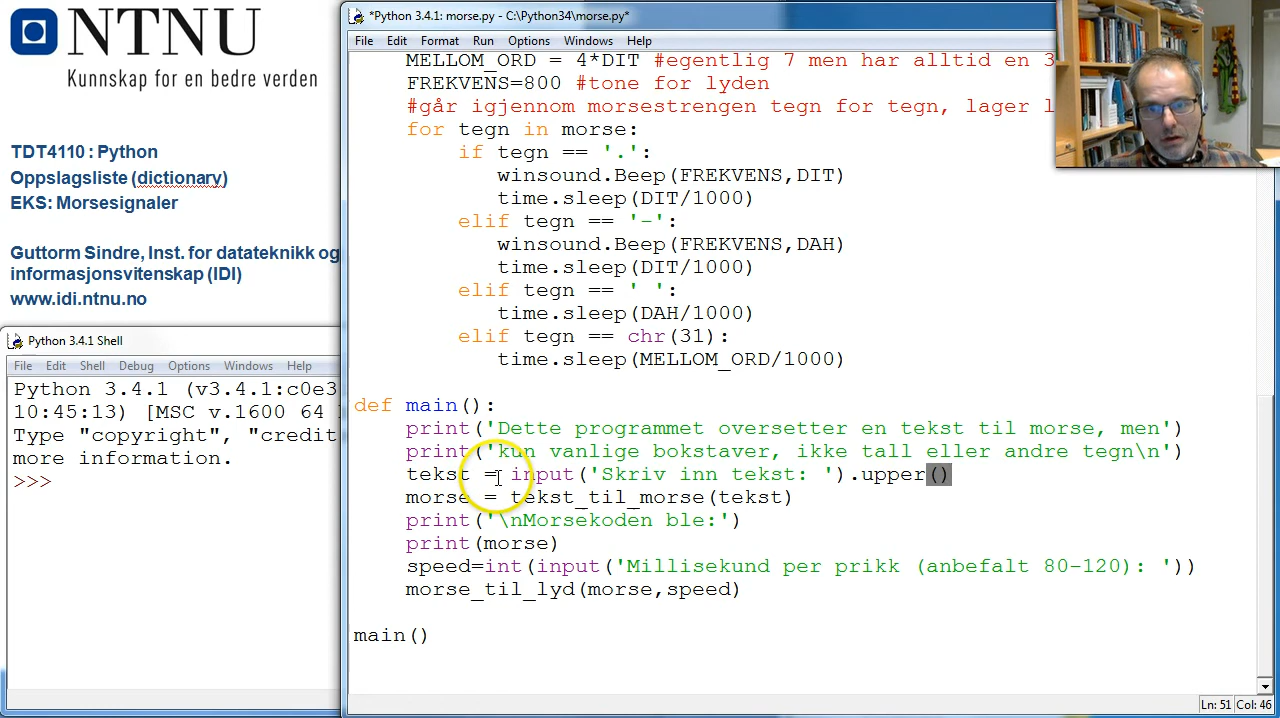 NTNU
Kunnskap for en bedre verden
TDT4110 : Python
Oppslagsliste (dictionary)
EKS: Morsesignaler
Guttorm Sindre, Inst. for datateknikk og
informasjonsvitenskap (IDI)
www.idi.ntnu.no
Python 3.4.1 Shell
File Edit Shell Debug Options Windows Help
Python 3.4.1 (v3.4.1:c0e3
10:45:13) [MSC v.1600 64
Type "copyright", "credit
more information.
>>>
*Python 3.4.1: morse.py - C:\Python34\morse.py*
File Edit Format Run Options Windows Help
MELLOM_ORD = 4*DIT #egentlig 7 men har alltid en 3
FREKVENS=800 #tone for lyden
#går igjennom morsestrengen tegn for tegn, lager
for tegn in morse:
if tegn == '.':
winsound.Beep(FREKVENS,DIT)
time.sleep(DIT/1000)
elif tegn == '-':
winsound.Beep(FREKVENS,DAH)
time.sleep(DIT/1000)
elif tegn == ' ':
time.sleep(DAH/1000)
elif tegn == chr(31):
time.sleep(MELLOM_ORD/1000)
def main():
print('Dette programmet oversetter en tekst til morse, men')
print('kun vanlige bokstaver, ikke tall eller andre tegn\n')
tekst = input('Skriv inn tekst: ').upper()
morse = tekst_til_morse(tekst)
print('\nMorsekoden ble:')
print(morse)
speed=int(input('Millisekund per prikk (anbefalt 80-120): '))
morse_til_lyd(morse,speed)
main()
Ln: 51 Col: 46